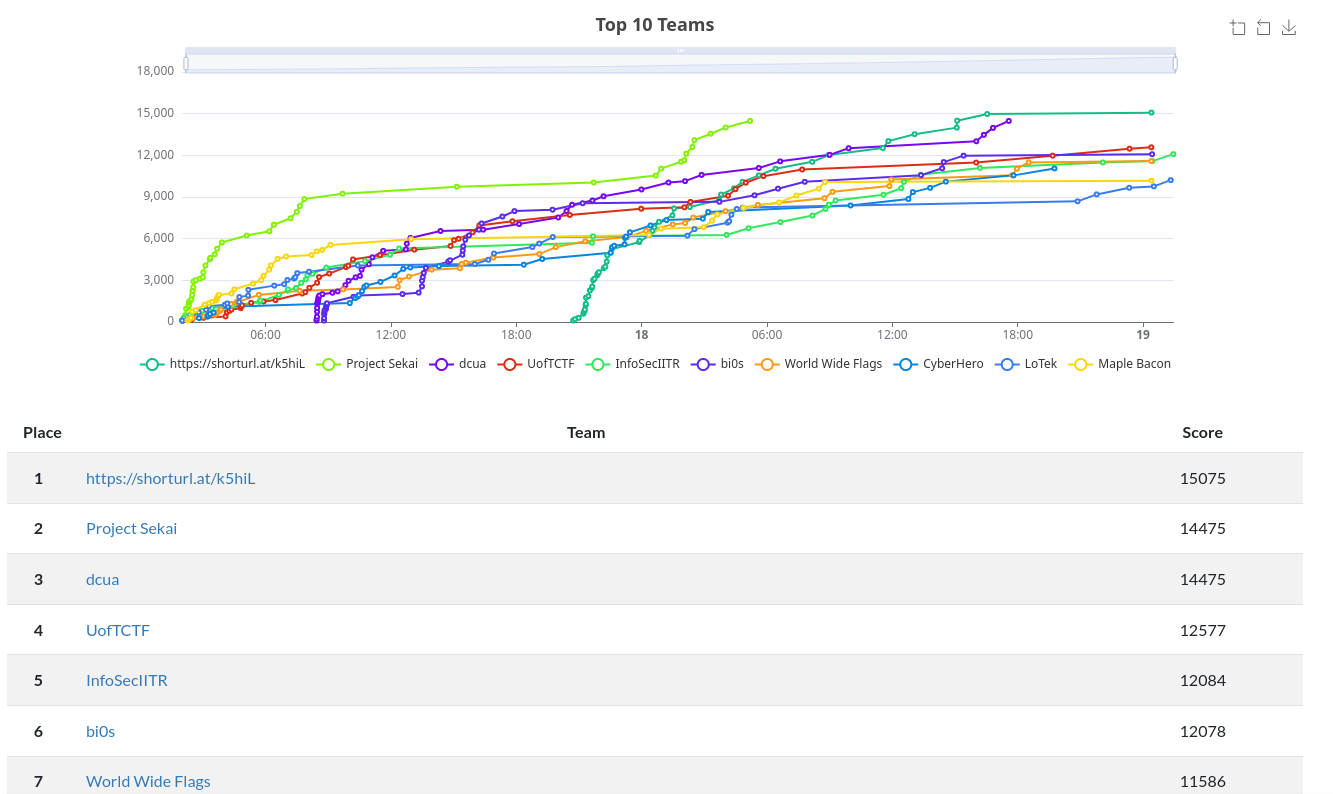 Top 10 Teams
18,000
15,000
12,000
9,000
6,000
3,000
0
06:00 12:00 18:00 18 06:00 12:00 18:00 19
https://shorturl.at/k5hiL Project Sekai dcua UofTCTF InfoSecIITR bi0s World Wide Flags CyberHero LoTek Maple Bacon
Place Team Score
1 https://shorturl.at/k5hiL 15075
2 Project Sekai 14475
3 dcua 14475
4 UofTCTF 12577
5 InfoSecIITR 12084
6 bi0s 12078
7 World Wide Flags 11586